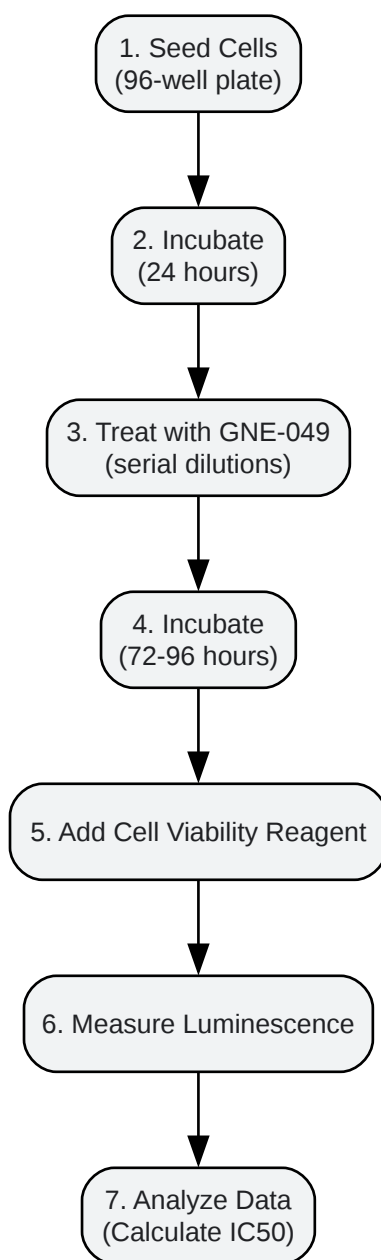 1. Seed Cells
(96-well plate)
2. Incubate
(24 hours)
3. Treat with GNE-049
(serial dilutions)
4. Incubate
(72-96 hours)
5. Add Cell Viability Reagent
6. Measure Luminescence
7. Analyze Data
(Calculate IC50)